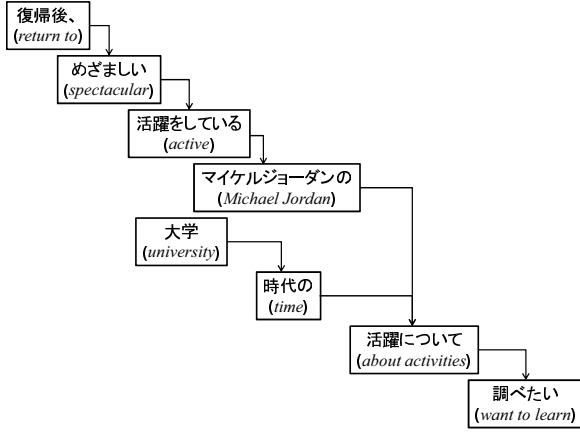 復帰後、
(return to)
めざましい
(spectacular)
活躍をしている
(active)
マイケルジョーダンの
(Michael Jordan)
大学
(university)
時代の
(time)
活躍について
(about activities)
調べたい
(want to learn)